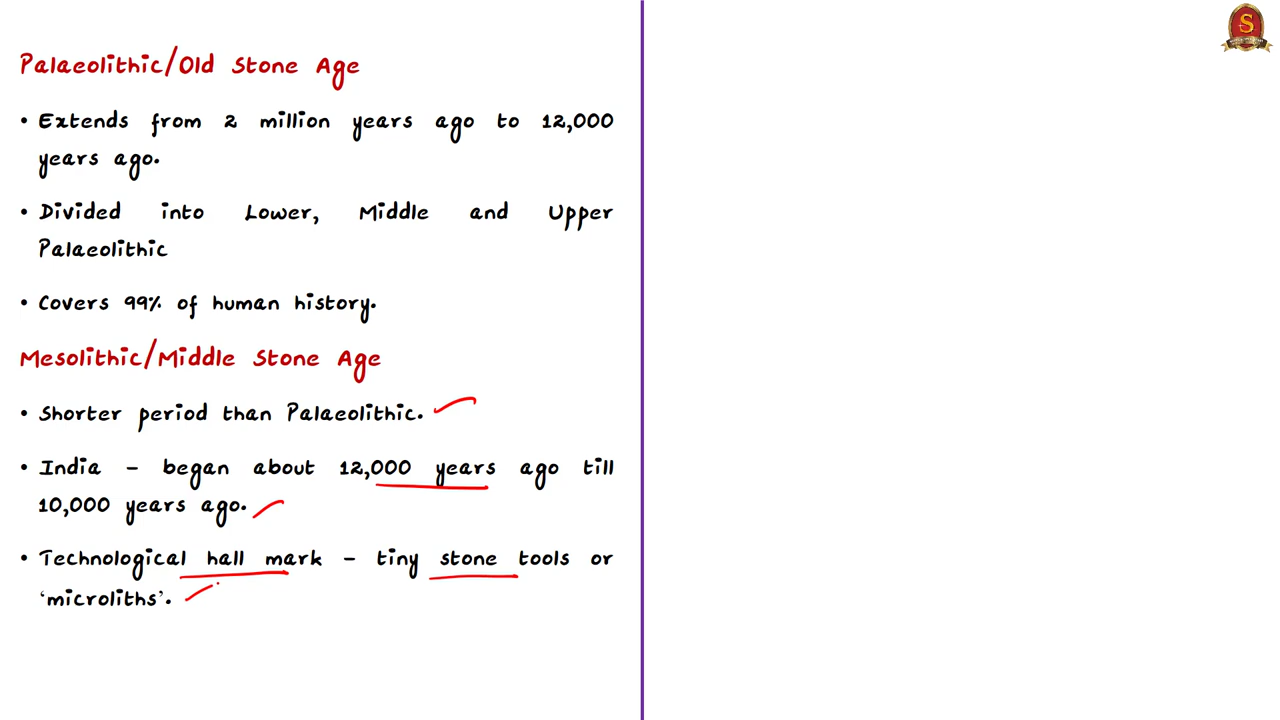 Palaeolithic/Old Stone Age
• Extends from 2 million years ago to 12,000
years ago.
• Divided into Lower, Middle and Upper
Palaeolithic
• Covers 99% of human history.
Mesolithic/Middle Stone Age
• Shorter period than Palaeolithic.
• India – began about 12,000 years ago till
10,000 years ago.
• Technological hall mark – tiny stone tools or
‘microliths’.
S